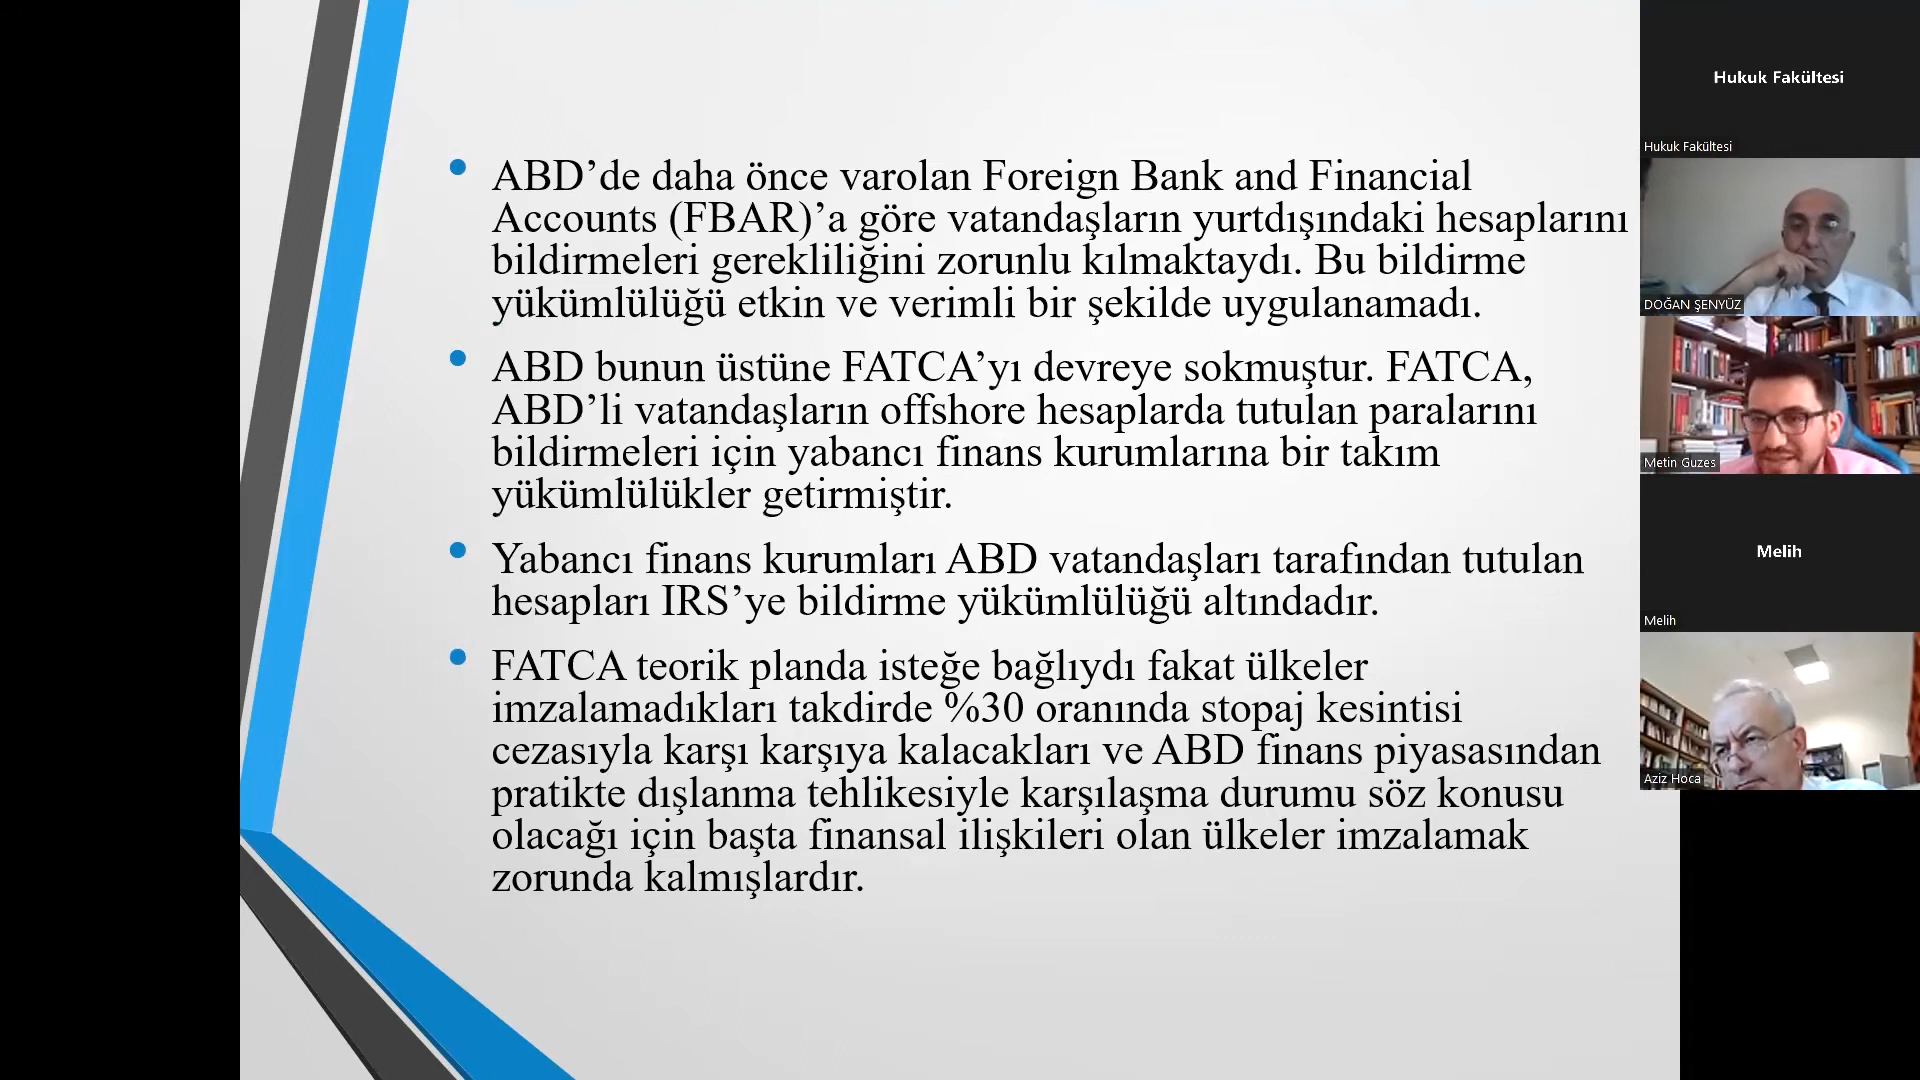 ABD’de daha önce varolan Foreign Bank and Financial
Accounts (FBAR)’a göre vatandaşların yurtdışındaki hesaplarını
bildirmeleri gerekliliğini zorunlu kılmaktaydı. Bu bildirme
yükümlülüğü etkin ve verimli bir şekilde uygulanamadı.
ABD bunun üstüne FATCA’yı devreye sokmuştur. FATCA,
ABD’li vatandaşların offshore hesaplarda tutulan paralarını
bildirmeleri için yabancı finans kurumlarına bir takım
yükümlülükler getirmiştir.
Yabancı finans kurumları ABD vatandaşları tarafından tutulan
hesapları IRS’ye bildirme yükümlülüğü altındadır.
FATCA teorik planda isteğe bağlıydı fakat ülkeler
imzalamadıkları takdirde %30 oranında stopaj kesintisi
cezasıyla karşı karşıya kalacakları ve ABD finans piyasasından
pratikte dışlanma tehlikesiyle karşılaşma durumu söz konusu
olacağı için başta finansal ilişkileri olan ülkeler imzalamak
zorunda kalmışlardır.
Hukuk Fakültesi
Hukuk Fakültesi
DOĞAN ŞENYÜZ
Metin Guzes
Melih
Melih
Aziz Hoca